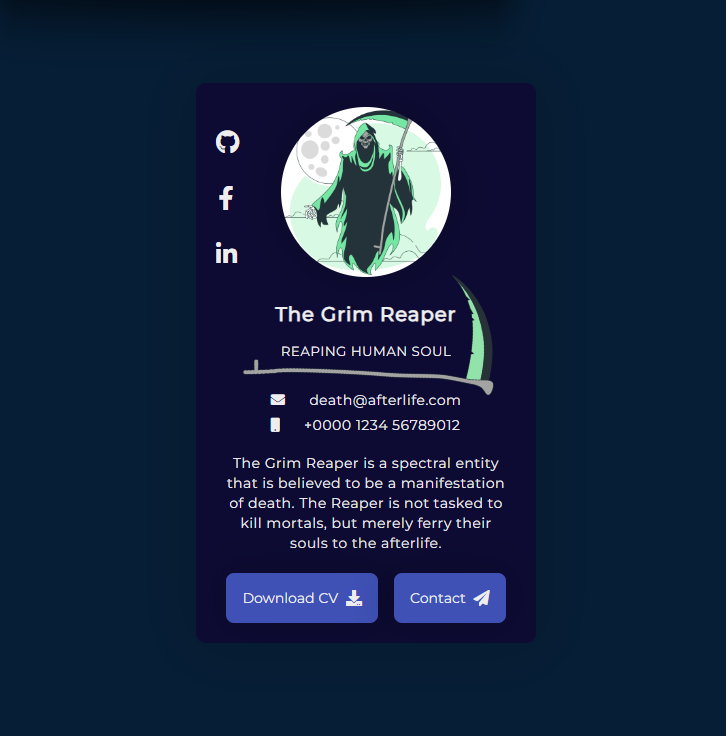 The Grim Reaper
REAPING HUMAN SOUL
death@afterlife.com
+0000 1234 56789012
The Grim Reaper is a spectral entity
that is believed to be a manifestation
of death. The Reaper is not tasked to
kill mortals, but merely ferry their
souls to the afterlife.
Download CV
Contact